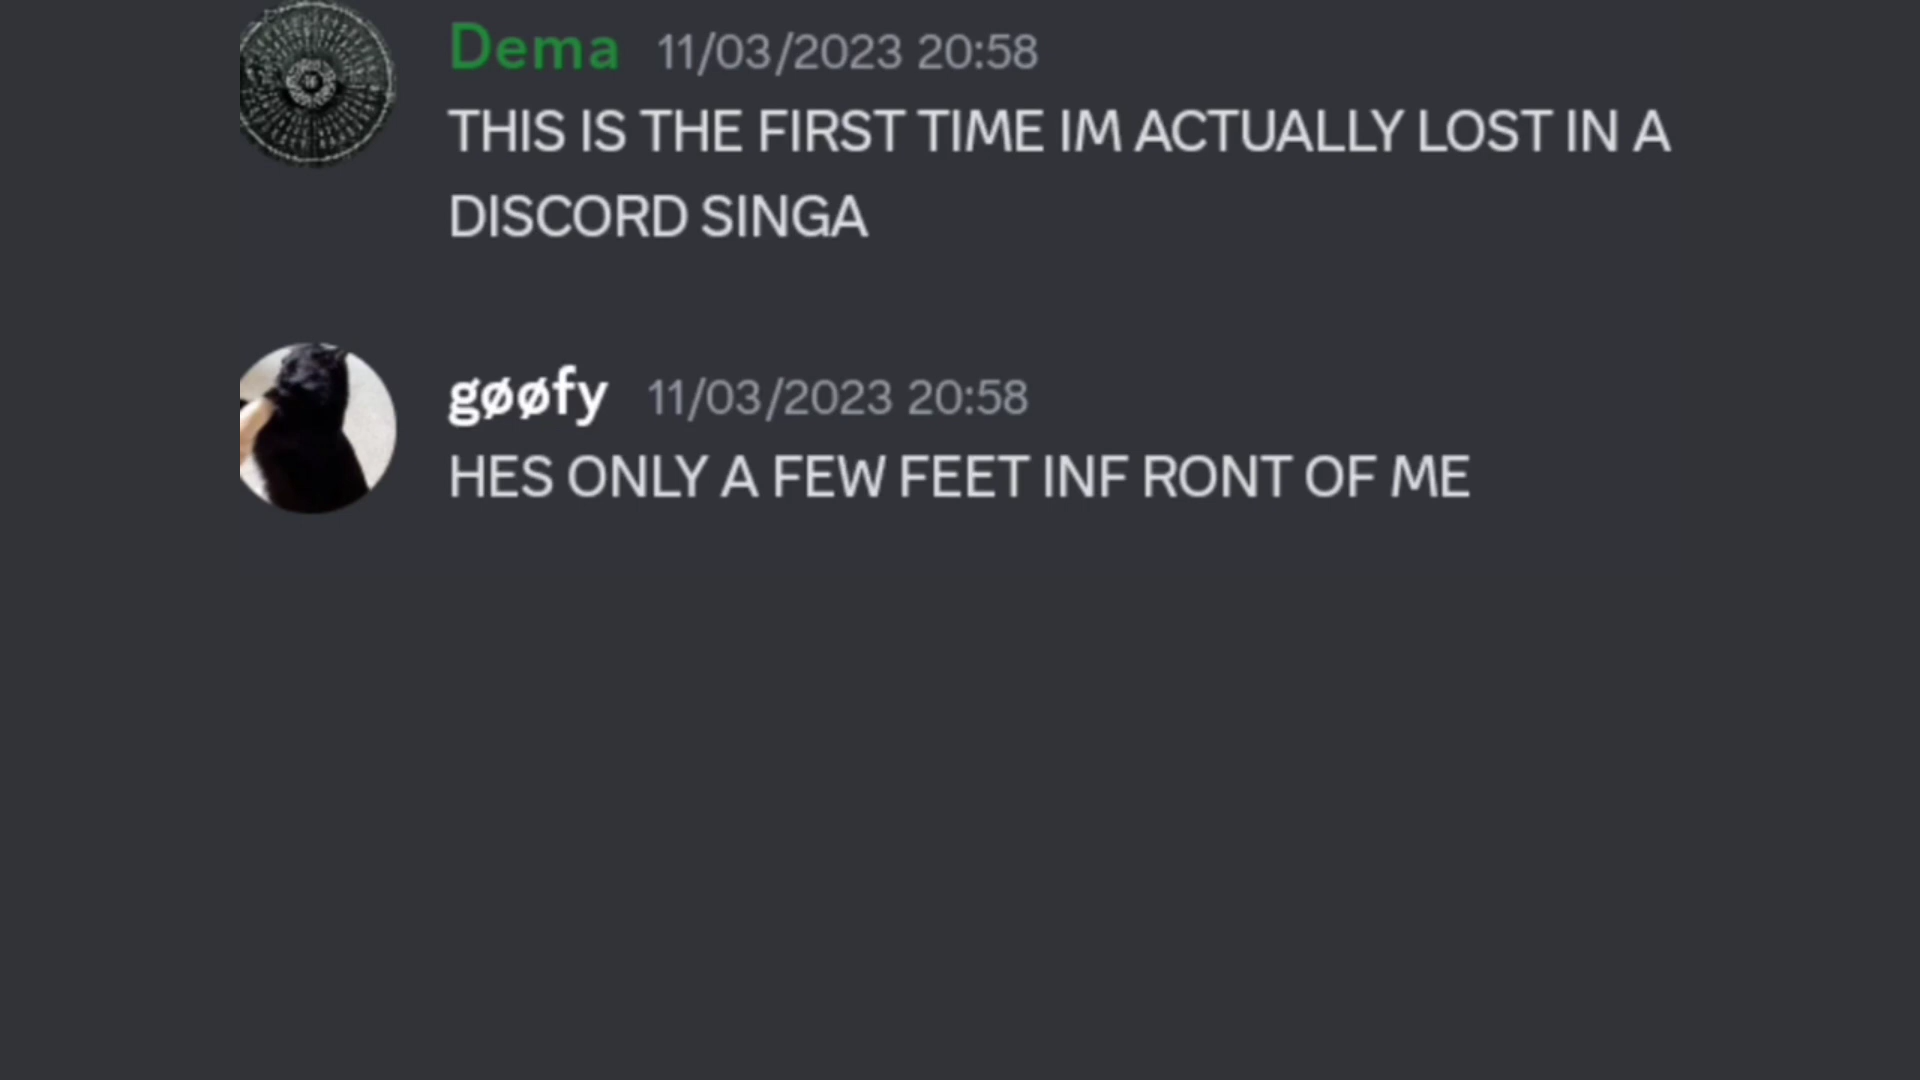 Dema 11/03/2023 20:58
THIS IS THE FIRST TIME IM ACTUALLY LOST IN A
DISCORD SINGA
gøøfy 11/03/2023 20:58
HES ONLY A FEW FEET INF RONT OF ME